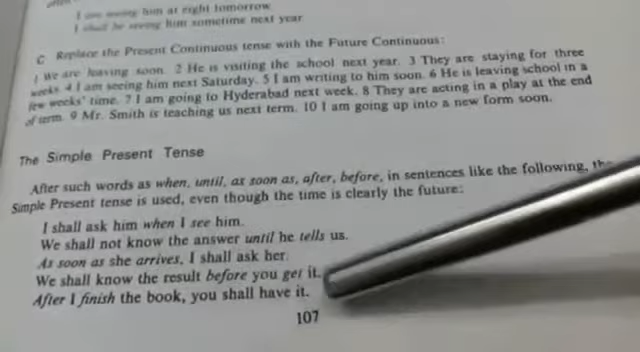 I am seeing him at eight tomorrow
I shall be seeing him sometime next year
C Replace the Present Continuous tense with the Future Continuous:
1 We are leaving soon. 2 He is visiting the school next year. 3 They are staying for three
weeks 4 I am seeing him next Saturday. 5 I am writing to him soon. 6 He is leaving school in a
few weeks' time. 7 I am going to Hyderabad next week. 8 They are acting in a play at the end
of term. 9 Mr. Smith is teaching us next term. 10 I am going up into a new form soon.
The Simple Present Tense
After such words as when, until, as soon as, after, before, in sentences like the following, the
Simple Present tense is used, even though the time is clearly the future:
I shall ask him when I see him.
We shall not know the answer until he tells us.
As soon as she arrives, I shall ask her.
We shall know the result before you get it.
After I finish the book, you shall have it.
107